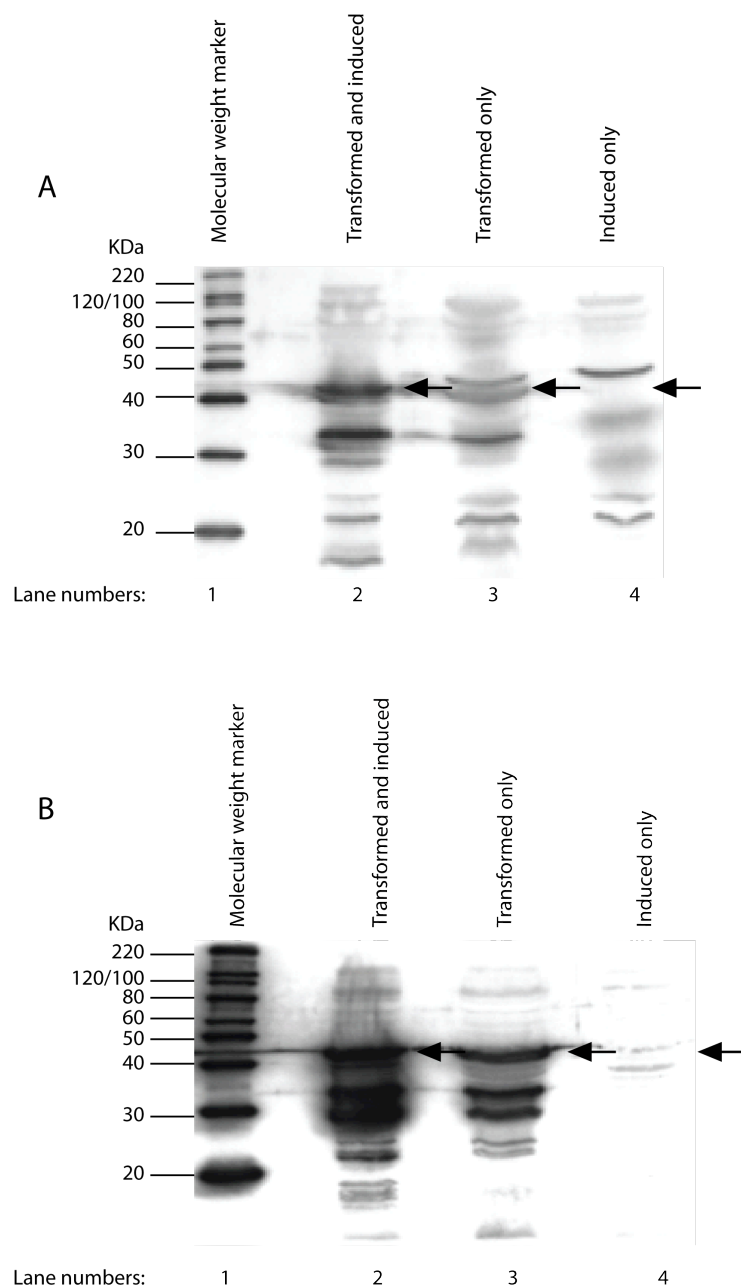 A
Molecular weight marker
Transformed and induced
Transformed only
Induced only
KDa
220
120/100
80
60
50
40
30
20
Lane numbers: 1 2 3 4
B
Molecular weight marker
Transformed and induced
Transformed only
Induced only
KDa
220
120/100
80
60
50
40
30
20
Lane numbers: 1 2 3 4